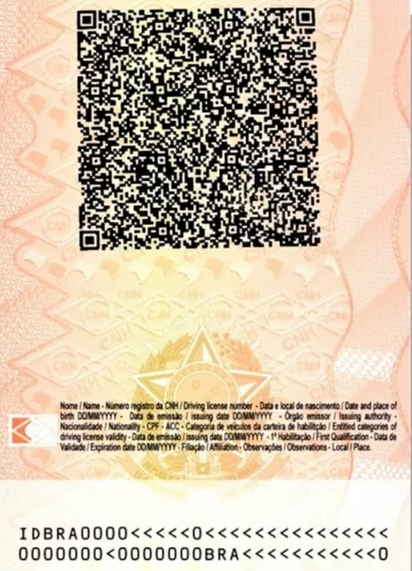 Nome / Name - Número registro da CNH / Driving license number - Data e local de nascimento / Date and place of
birth DD/MM/YYYY - Data de emissão / issuing date DD/MM/YYYY - Órgão emissor / Issuing authority -
Nacionalidade / Nationality - CPF - ACC - Categoria de veículos da carteira de habilitção / Entitled categories of
driving license validity - Data de emissão / issuing date DD/MM/YYYY - 1ª Habilitação / First Qualification - Data de
Validade / Expiration date DD/MM/YYYY - Filiação / Affiliation - Observações / Observations - Local / Place.
IDBRA0000<<<<<0<<<<<<<<<<<<<<<
0000000<0000000BRA<<<<<<<<<<<0